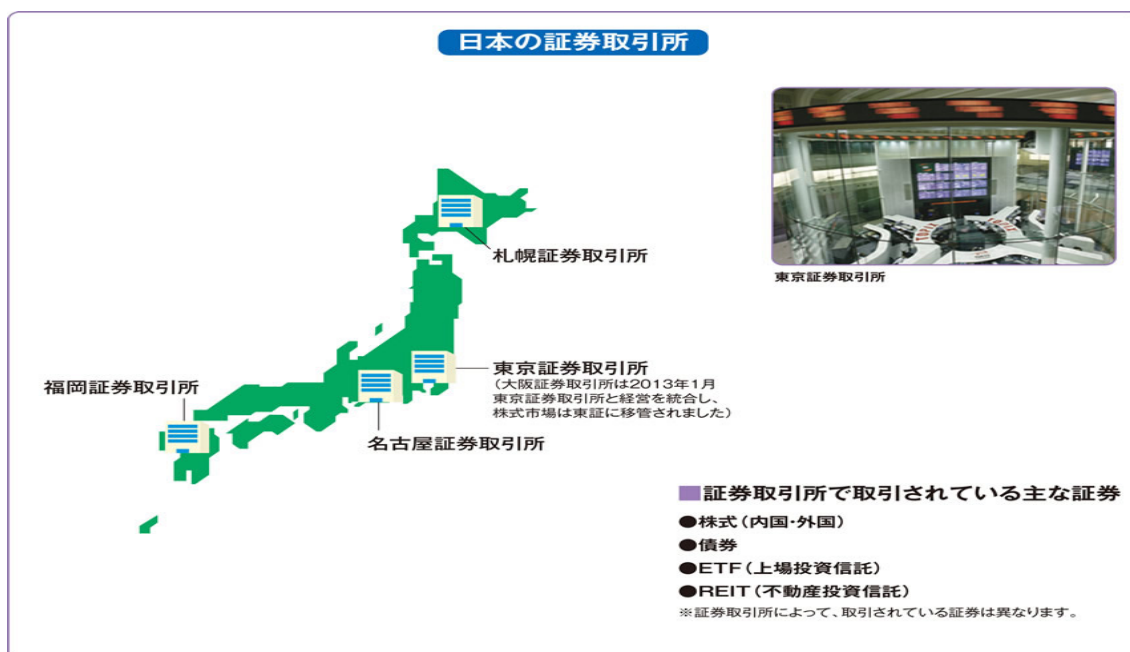 日本の証券取引所
東京証券取引所
札幌証券取引所
東京証券取引所
(大阪証券取引所は2013年1月
東京証券取引所と経営を統合し、
株式市場は東証に移管されました)
福岡証券取引所
名古屋証券取引所
■証券取引所で取引されている主な証券
●株式(内国・外国)
●債券
●ETF(上場投資信託)
●REIT(不動産投資信託)
※証券取引所によって、取引されている証券は異なります。